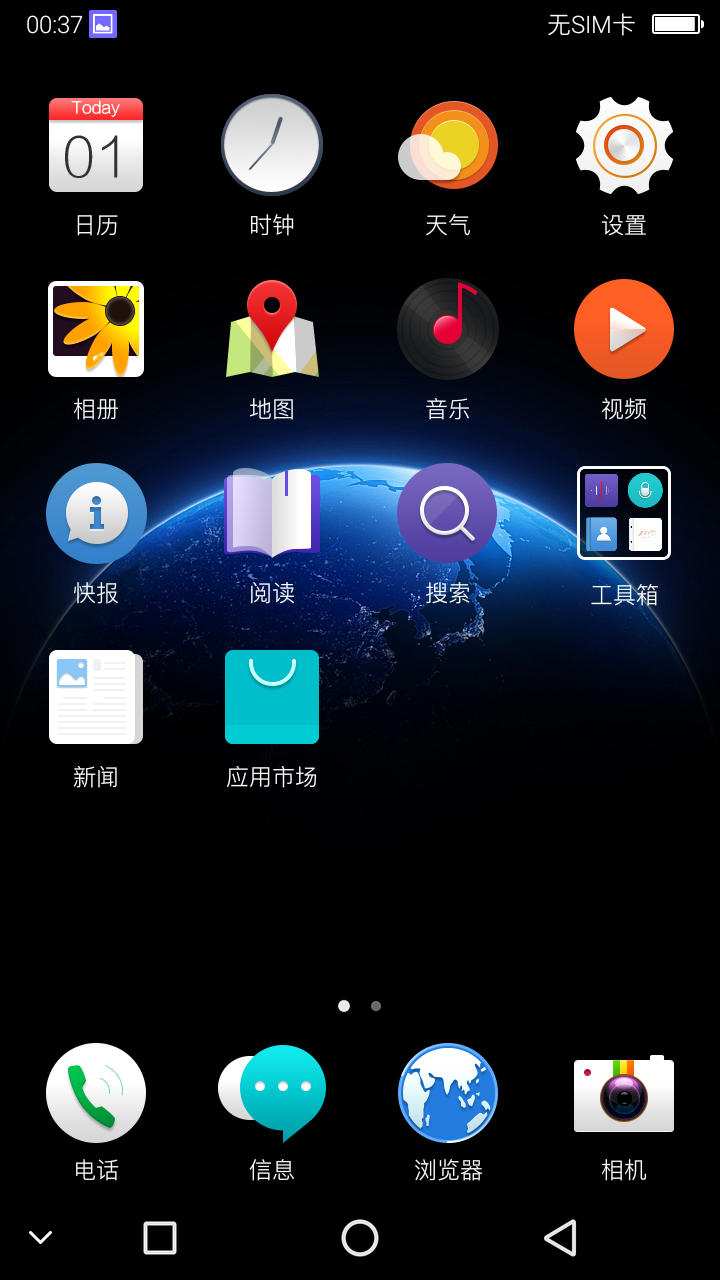 00:37 无SIM卡
Today
01
日历 时钟 天气 设置
相册 地图 音乐 视频
快报 阅读 搜索 工具箱
新闻 应用市场
电话 信息 浏览器 相机